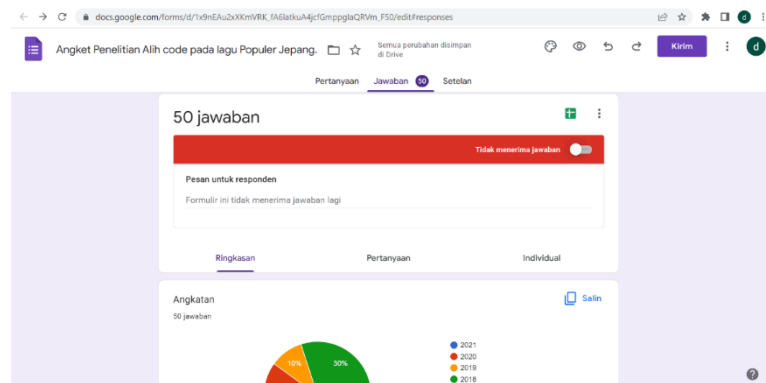 docs.google.com/forms/d/1x9nEAu2xXKmVRK_fA6latkuA4jcfGmppglaQRVm_F50/edit#responses
Angket Penelitian Alih code pada lagu Populer Jepang.
Semua perubahan disimpan
di Drive
Kirim
d
Pertanyaan Jawaban 50 Setelan
50 jawaban
Tidak menerima jawaban
Pesan untuk responden
Formulir ini tidak menerima jawaban lagi
Ringkasan Pertanyaan Individual
Angkatan
Salin
50 jawaban
10% 30%
2021
2020
2019
2018